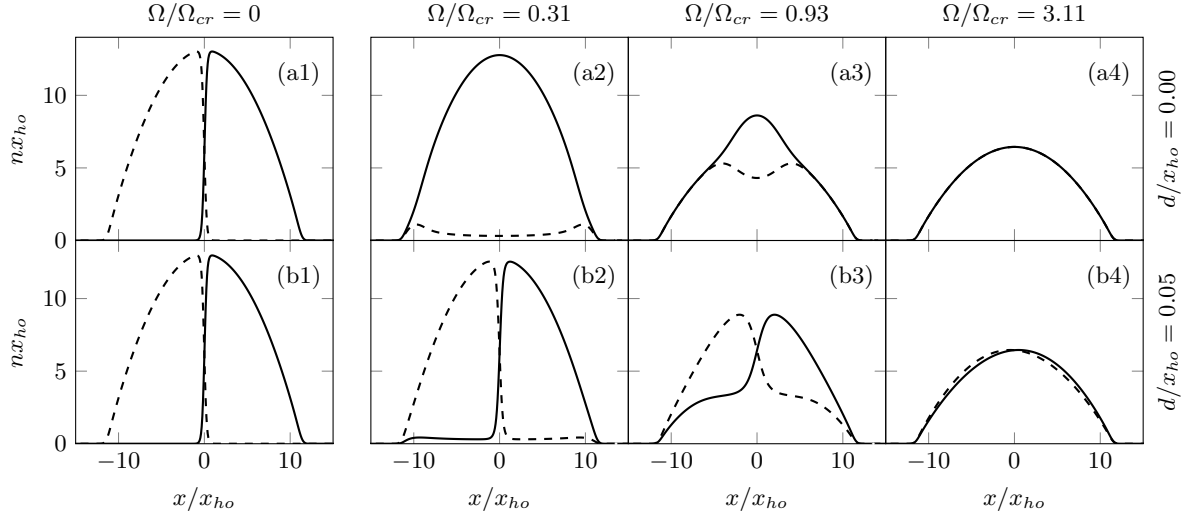 Ω/Ω_{cr} = 0 Ω/Ω_{cr} = 0.31 Ω/Ω_{cr} = 0.93 Ω/Ω_{cr} = 3.11
(a1) (a2) (a3) (a4)
10
5
0
nx_{ho}
d/x_{ho} = 0.00
(b1) (b2) (b3) (b4)
10
5
0
nx_{ho}
d/x_{ho} = 0.05
−10 0 10 −10 0 10 −10 0 10 −10 0 10
x/x_{ho} x/x_{ho} x/x_{ho} x/x_{ho}